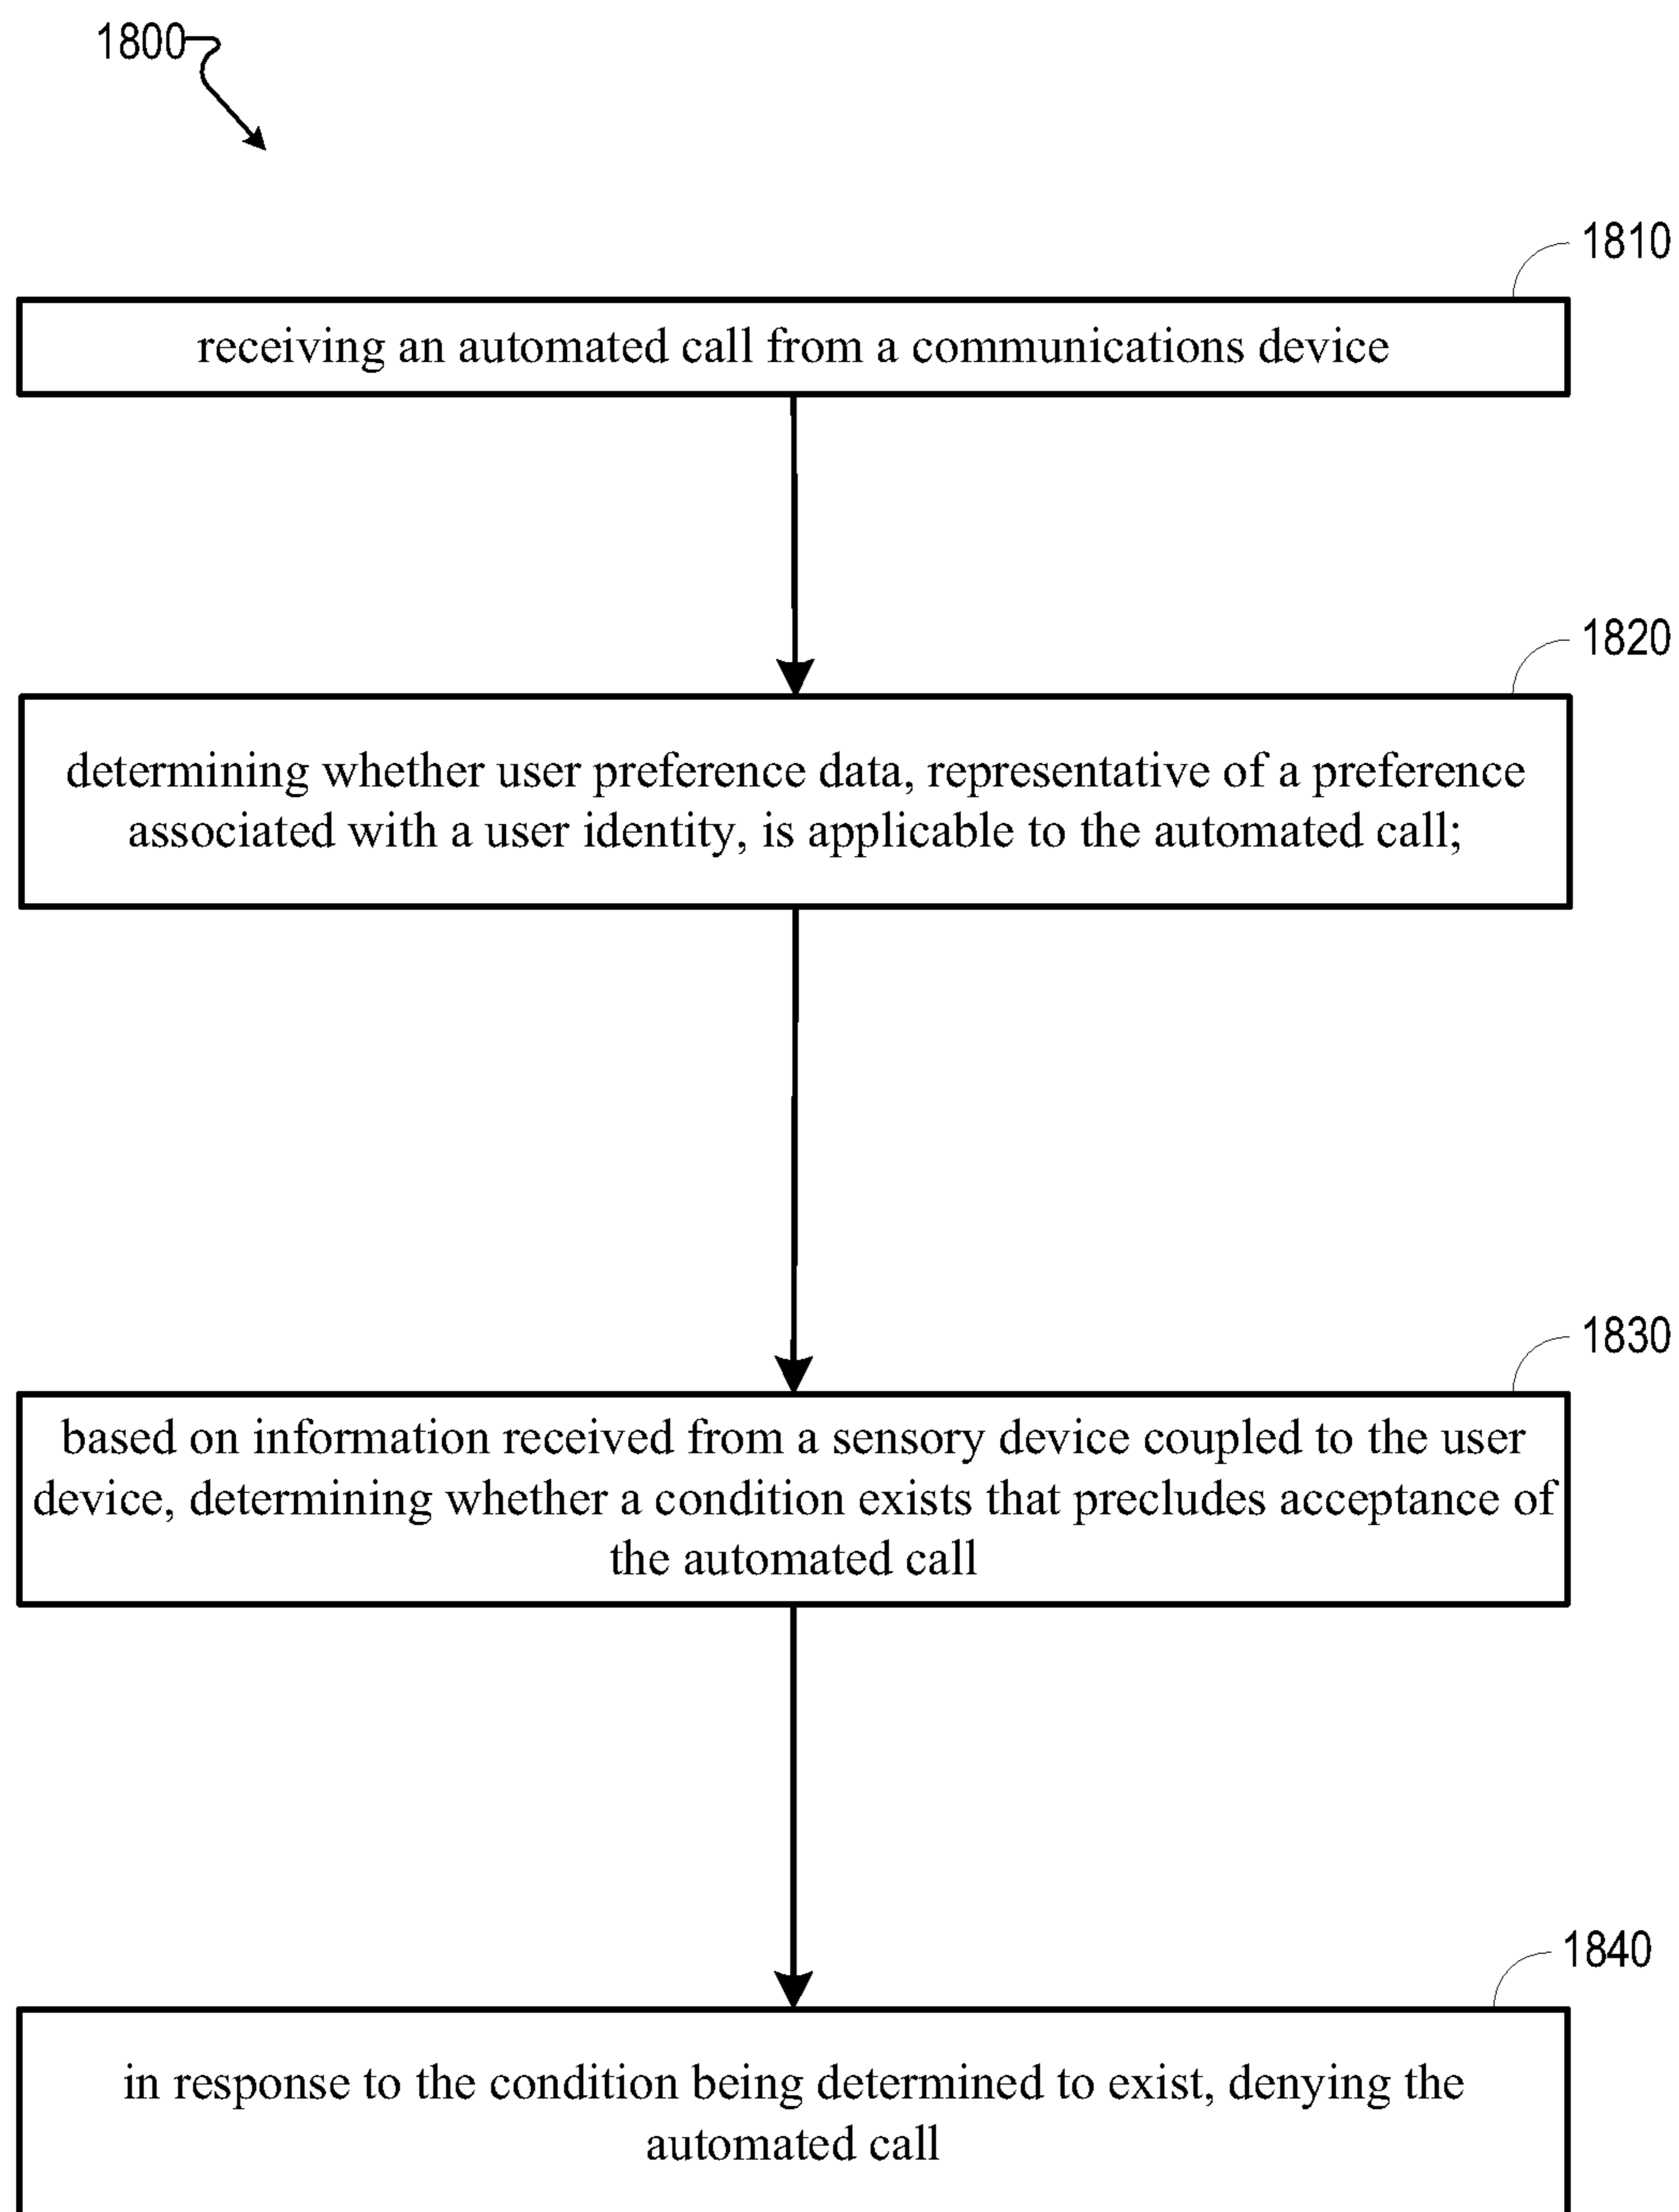 1800
1810
receiving an automated call from a communications device
1820
determining whether user preference data, representative of a preference
associated with a user identity, is applicable to the automated call;
1830
based on information received from a sensory device coupled to the user
device, determining whether a condition exists that precludes acceptance of
the automated call
1840
in response to the condition being determined to exist, denying the
automated call